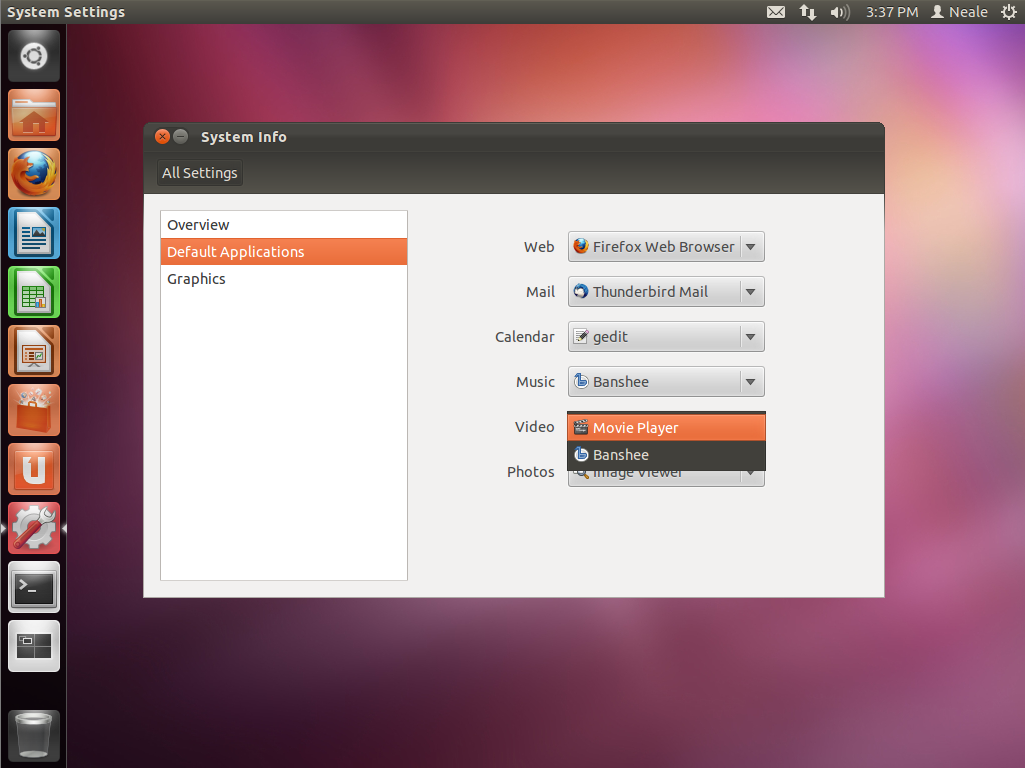 System Settings
3:37 PM Neale
System Info
All Settings
Overview
Default Applications
Graphics
Web Firefox Web Browser
Mail Thunderbird Mail
Calendar gedit
Music Banshee
Video Movie Player
Banshee
Photos Image Viewer